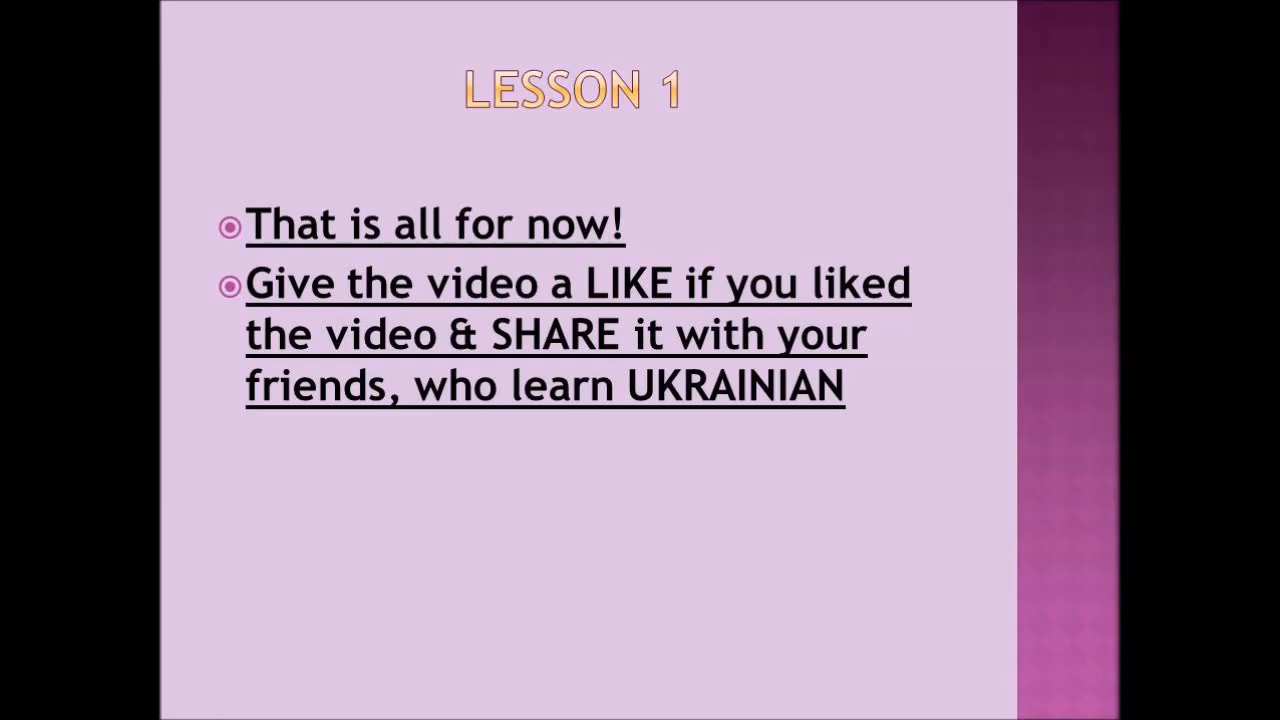 LESSON 1
That is all for now!
Give the video a LIKE if you liked
the video & SHARE it with your
friends, who learn UKRAINIAN